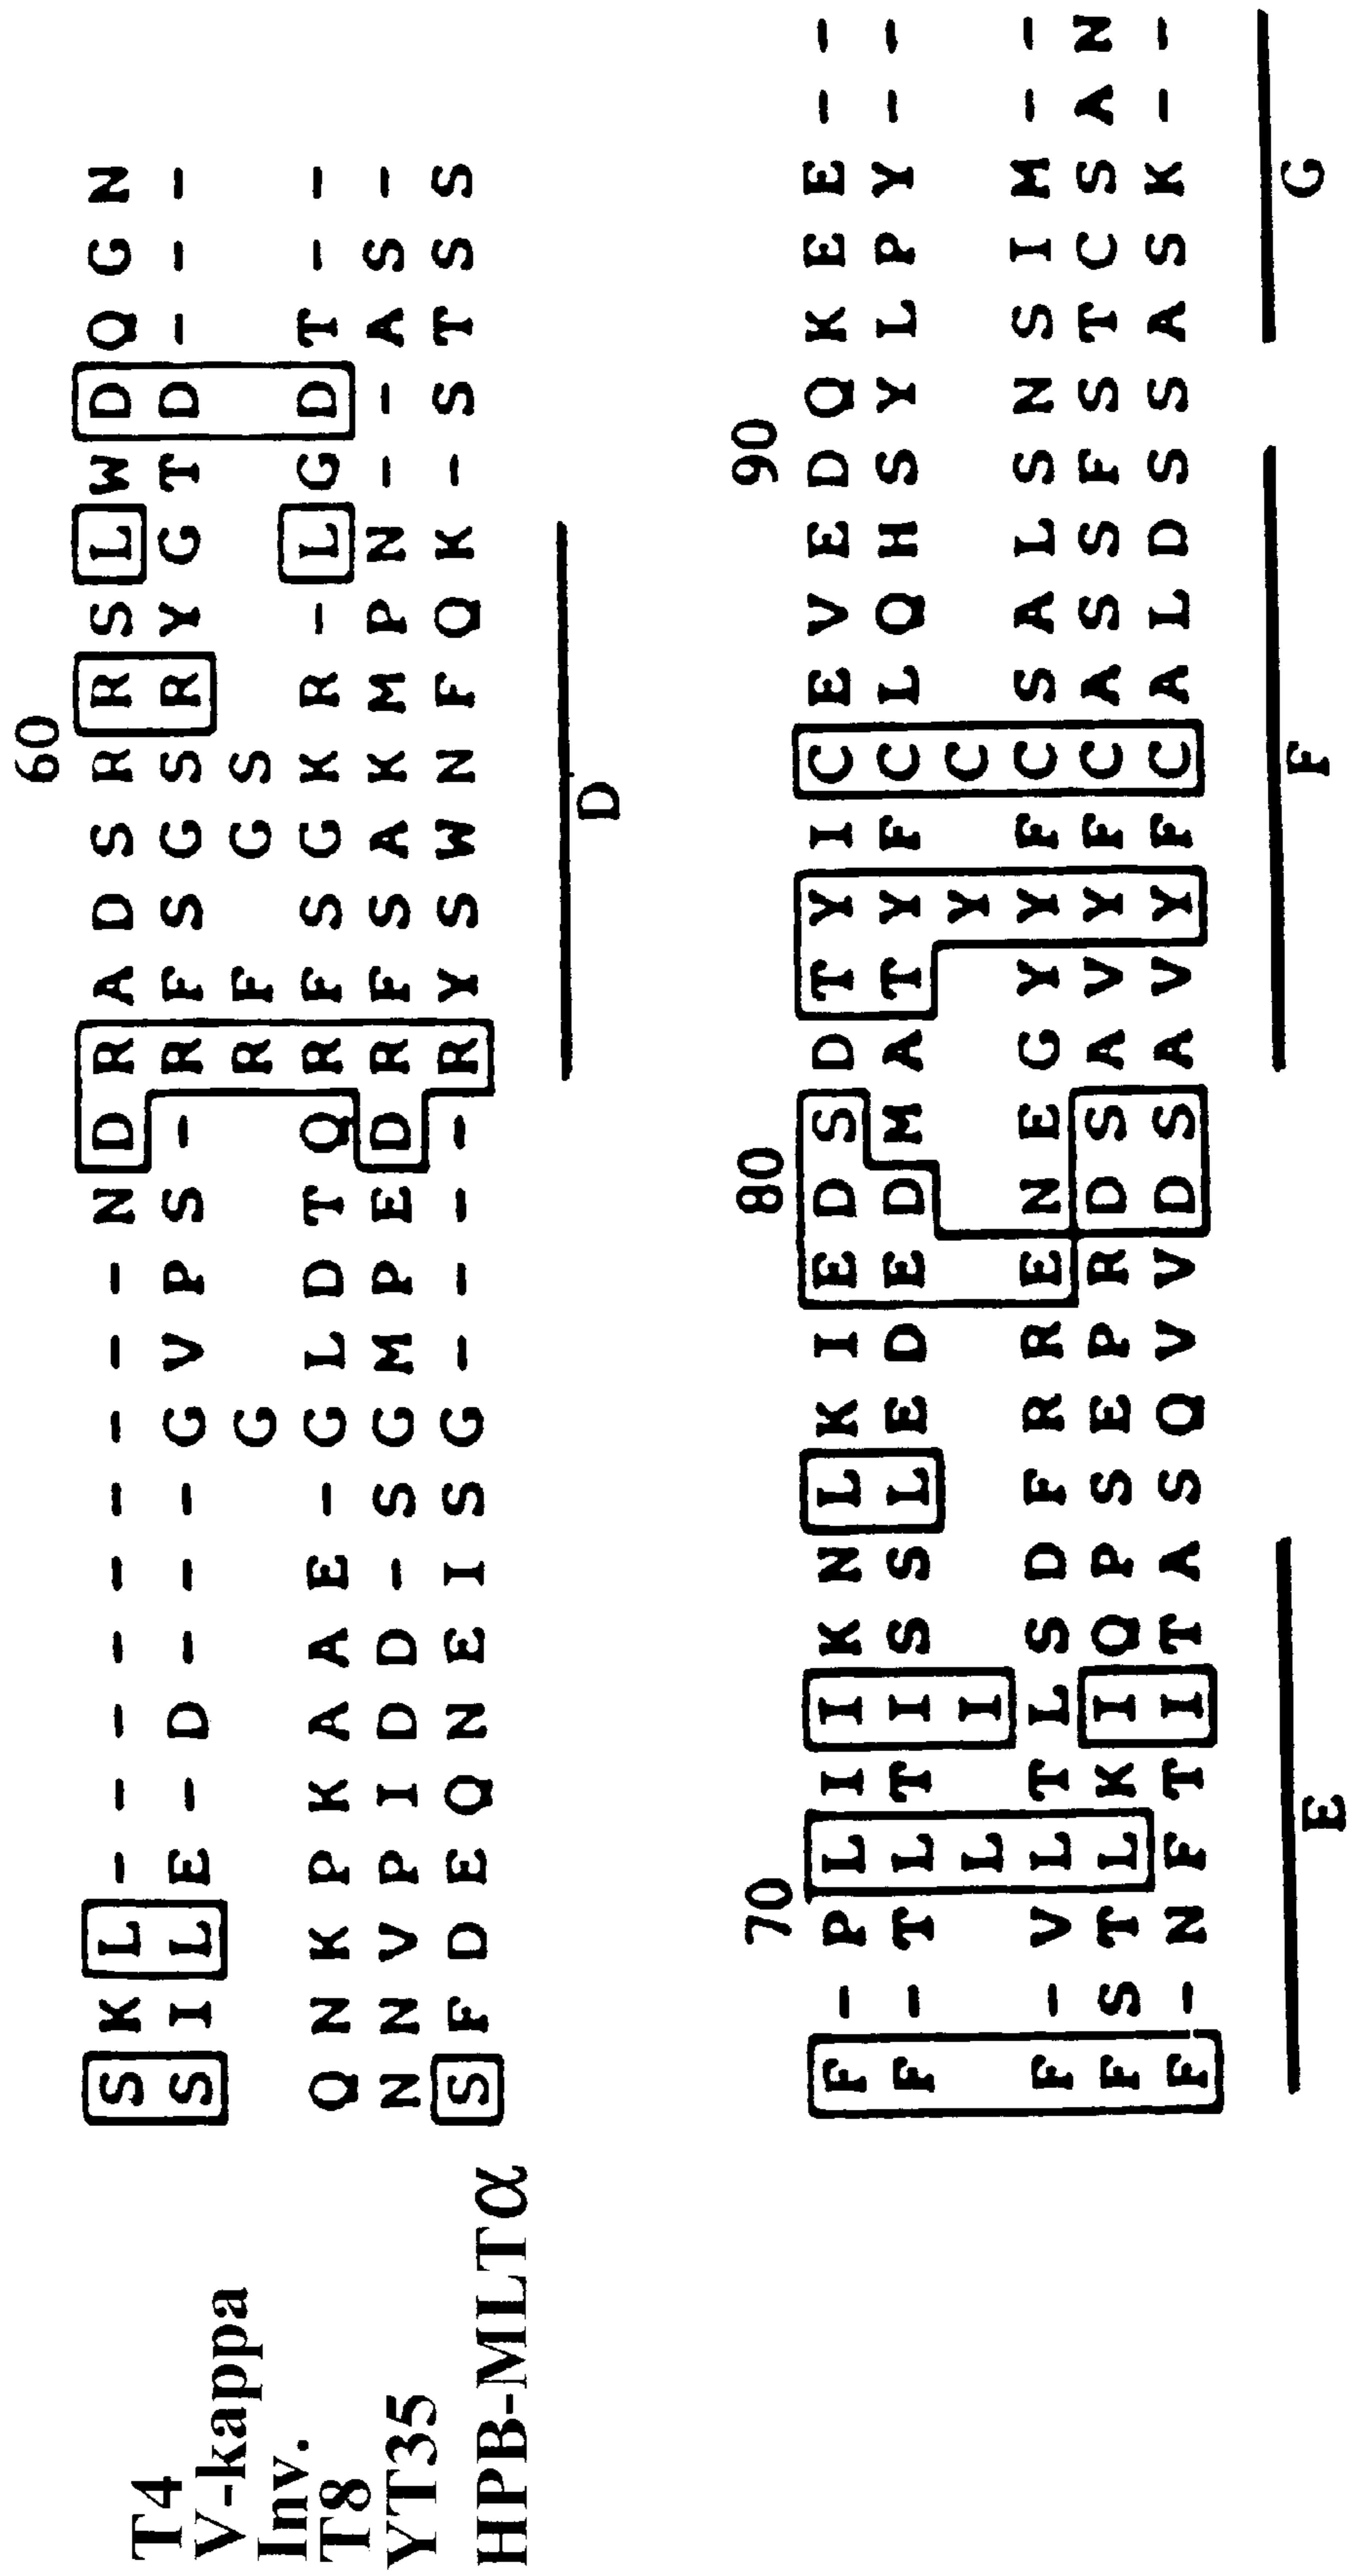 60
T4 S K L - - - - - - - - - N D R A D S R R S L W D Q G N
V-kappa S I L E - D - - - G V P S - R F S G S R Y G T D - - -
Inv. G R F G S
T8 Q N K P K A A E - G L D T Q R F S G K R - L G D T - -
YT35 N N V P I D D - S G M P E D R F S A K M P N - - A S -
HPB-MLTα S F D E Q N E I S G - - - - R Y S W N F Q K - S T S S
D
70 80 90
F - P L I I K N L K I E D S D T Y I C E V E D Q K E E - -
F - T L T I S S L E D E D M A T Y F C L Q H S Y L P Y - -
L I Y C
F - V L T L S D F R R E N E G Y Y F C S A L S N S I M - -
F S T L K I Q P S E P R D S A V Y F C A S S F S T C S A N
F - N F T I T A S Q V V D S A V Y F C A L D S S A S K - -
E F G